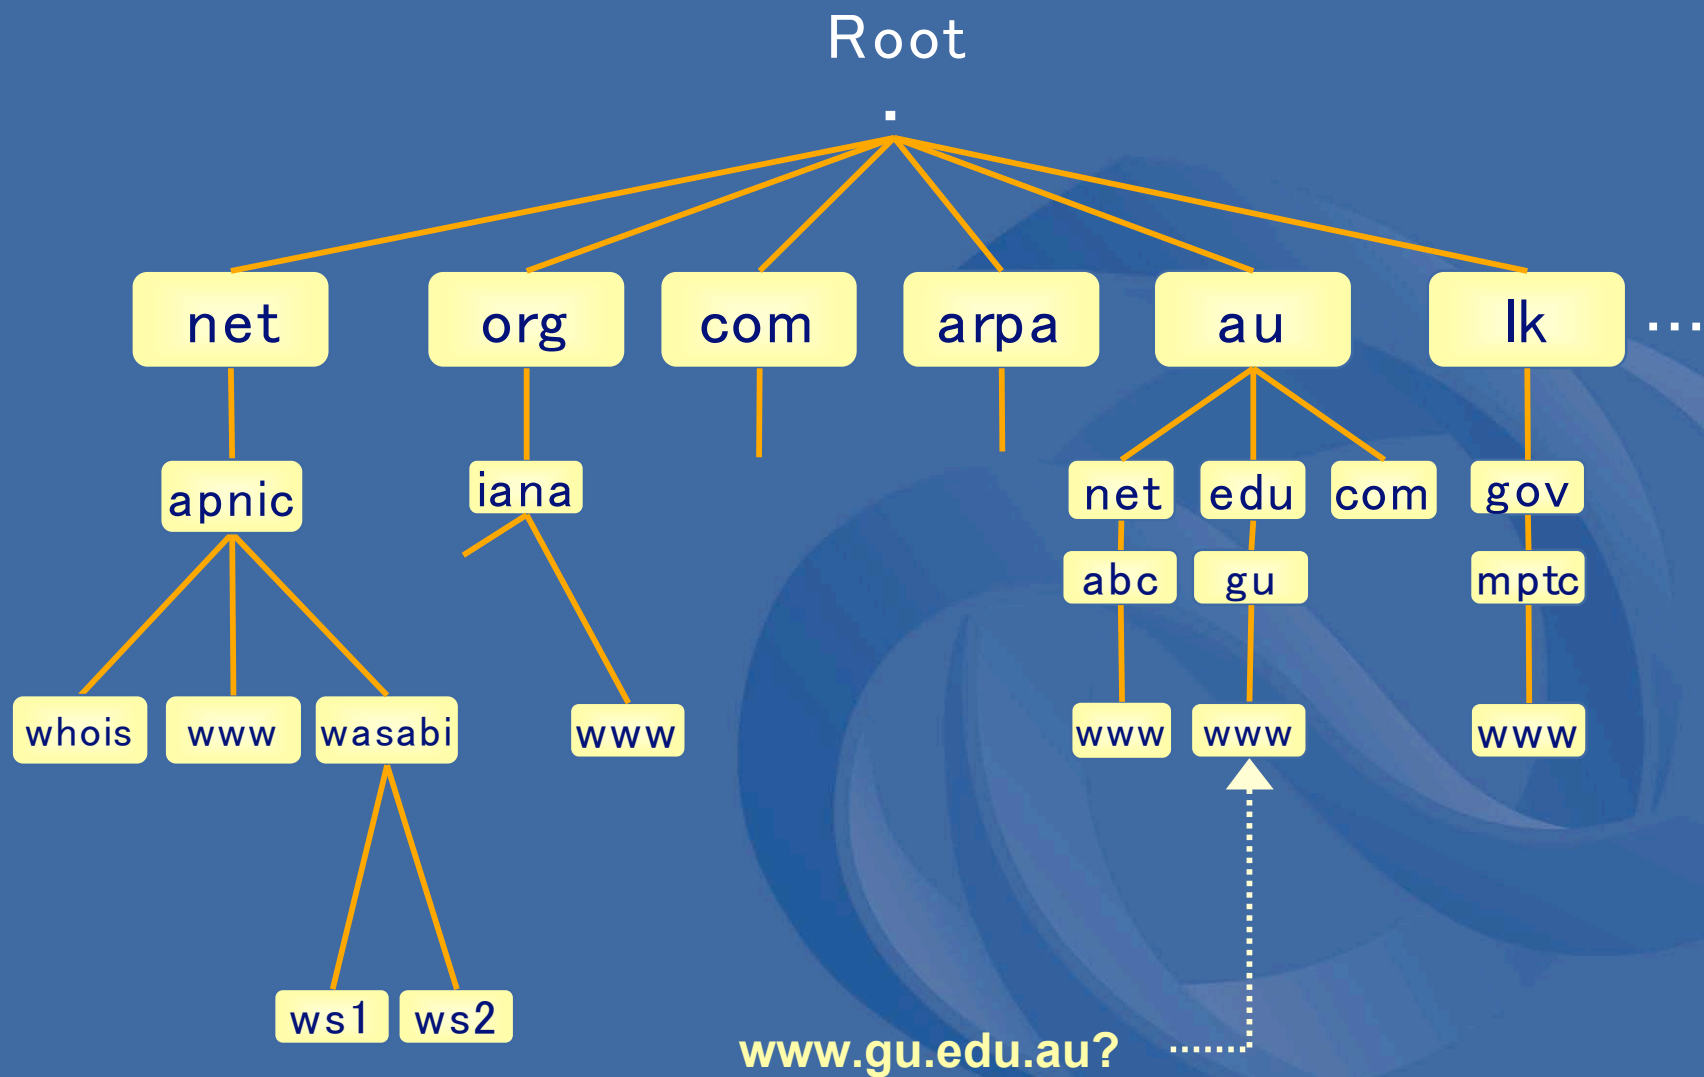 Root
.
net org com arpa au lk ...
apnic iana net edu com gov
abc gu mptc
whois www wasabi www www www www
ws1 ws2
www.gu.edu.au?